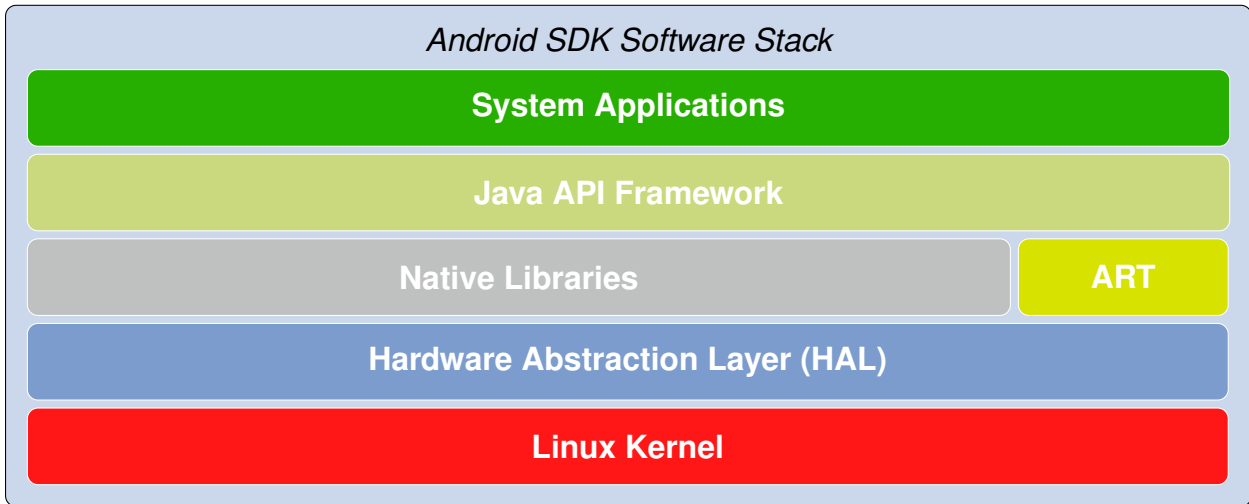 Android SDK Software Stack
System Applications
Java API Framework
Native Libraries
ART
Hardware Abstraction Layer (HAL)
Linux Kernel